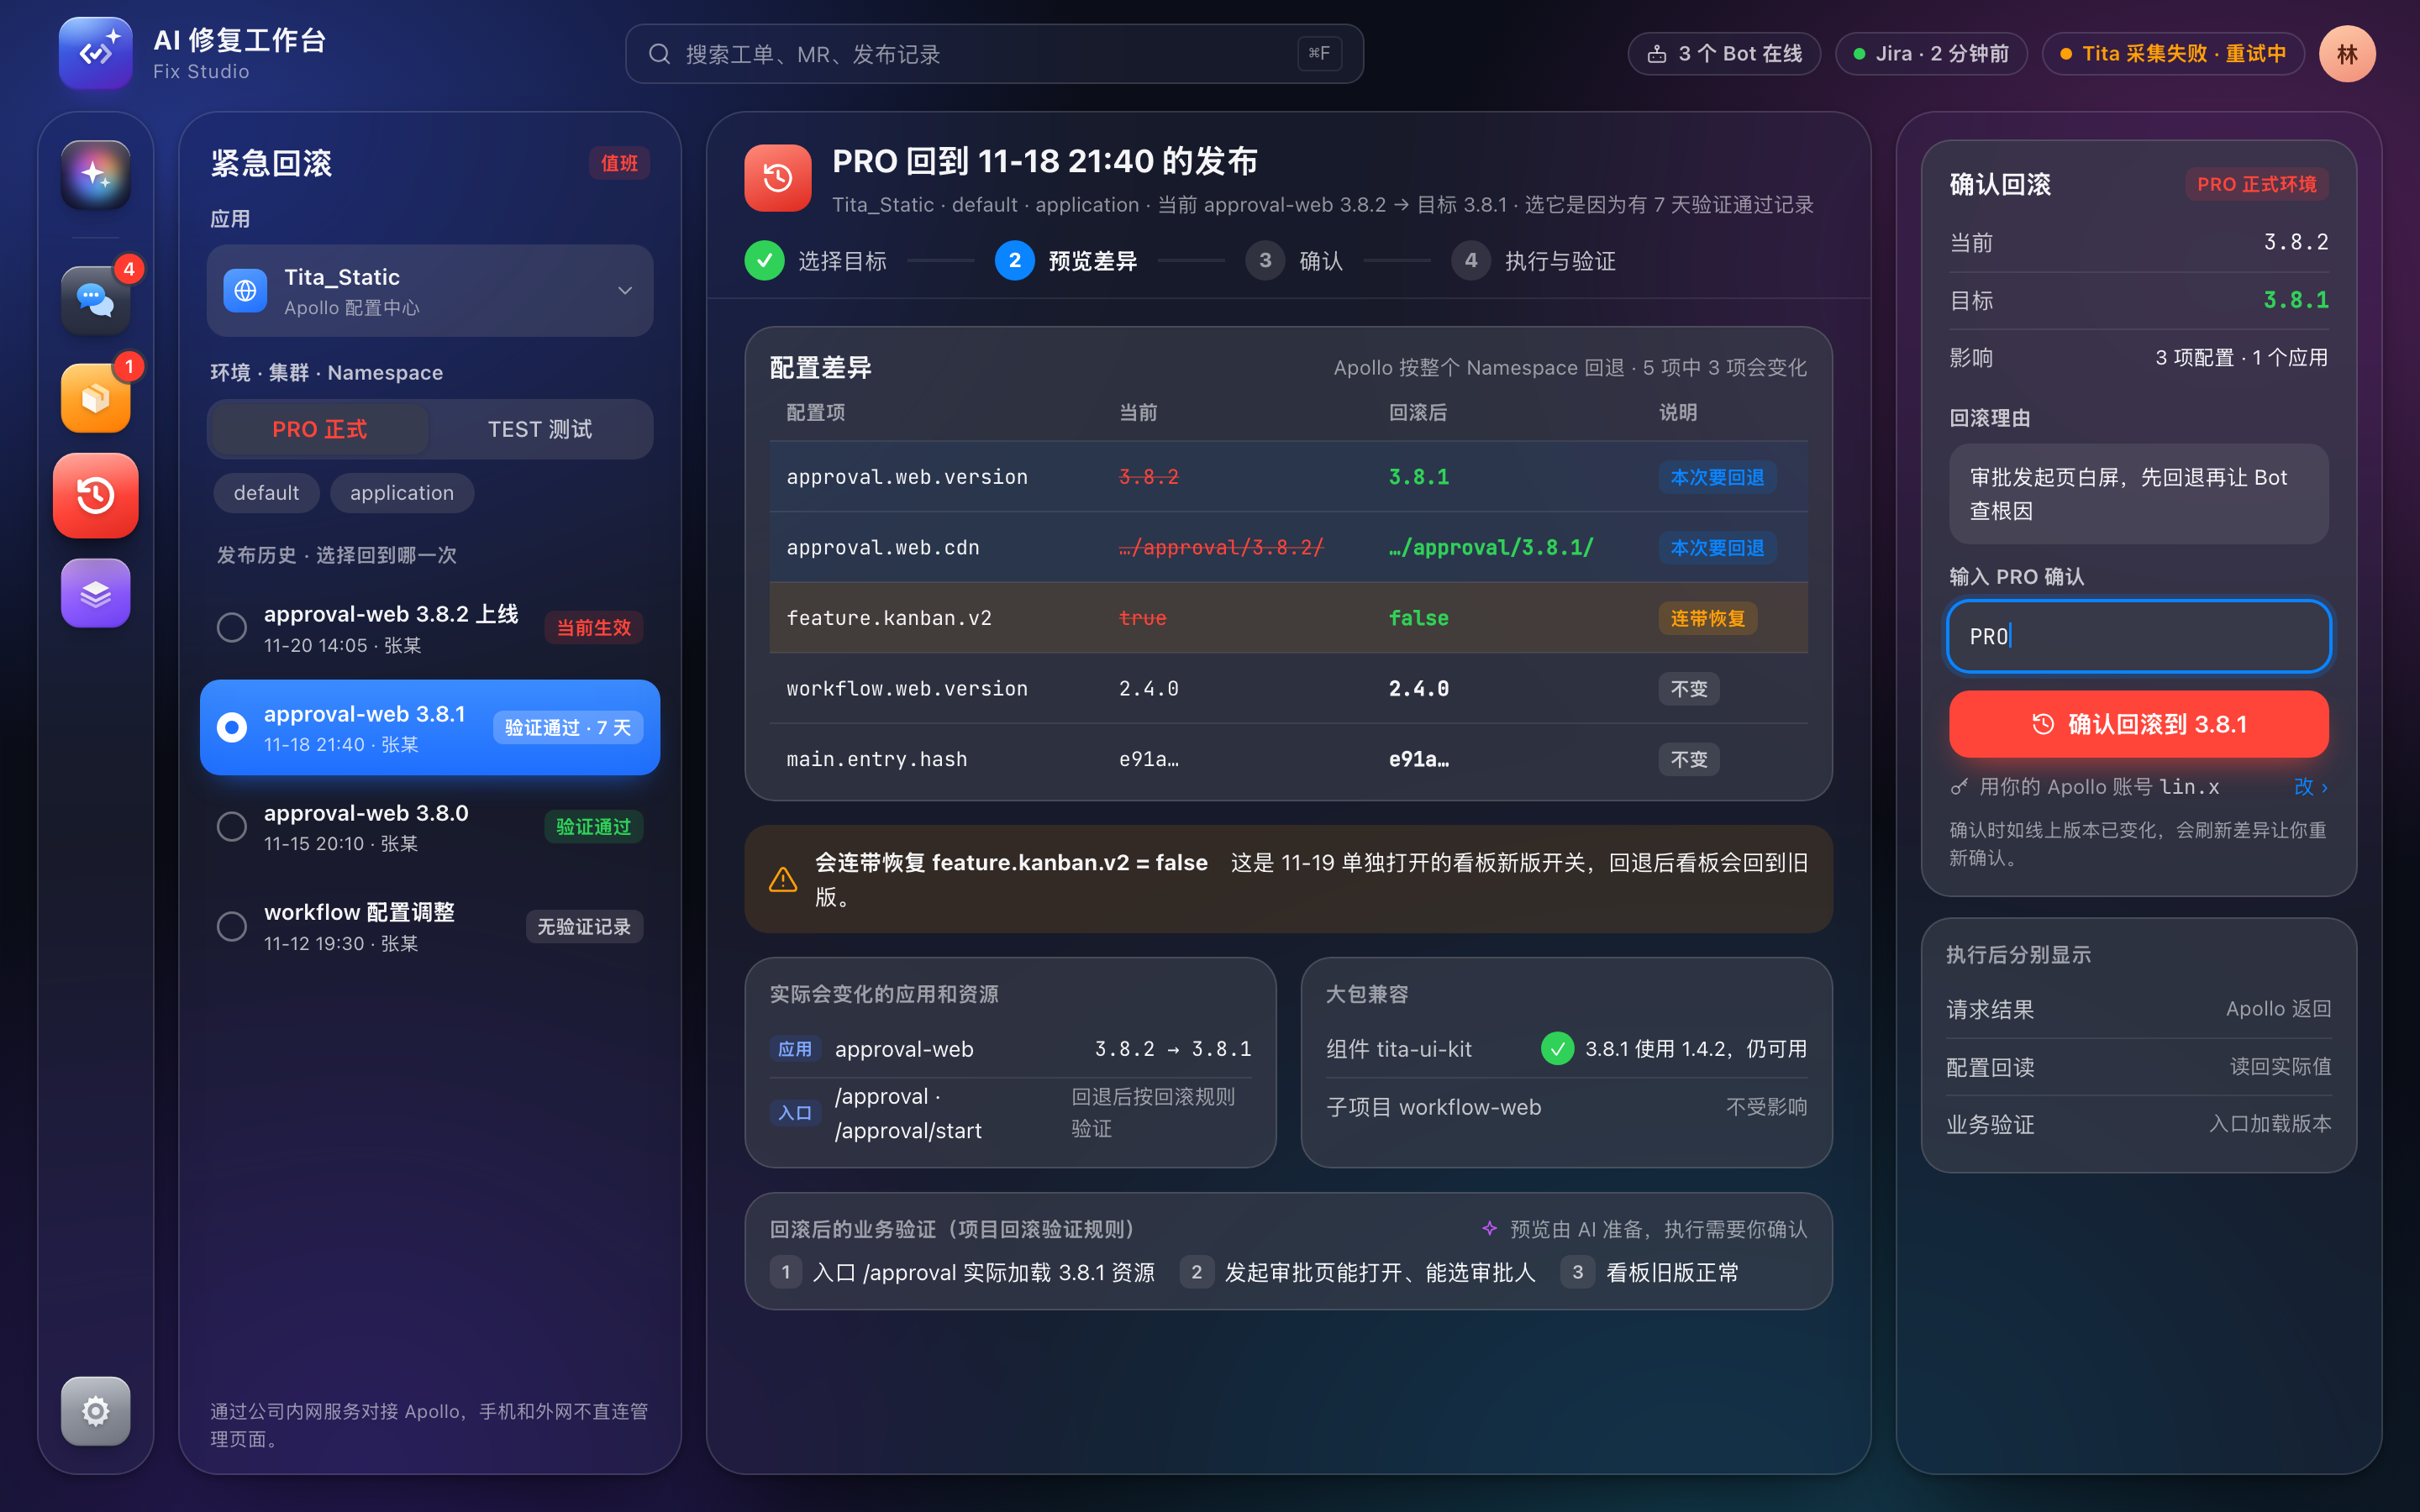 AI 修复工作台
Fix Studio
搜索工单、MR、发布记录
⌘F
3 个 Bot 在线
Jira · 2 分钟前
Tita 采集失败 · 重试中
林
4
1
紧急回滚
值班
应用
Tita_Static
Apollo 配置中心
环境 · 集群 · Namespace
PRO 正式
TEST 测试
default
application
发布历史 · 选择回到哪一次
approval-web 3.8.2 上线
11-20 14:05 · 张某
当前生效
approval-web 3.8.1
11-18 21:40 · 张某
验证通过 · 7 天
approval-web 3.8.0
11-15 20:10 · 张某
验证通过
workflow 配置调整
11-12 19:30 · 张某
无验证记录
通过公司内网服务对接 Apollo，手机和外网不直连管
理页面。
PRO 回到 11-18 21:40 的发布
Tita_Static · default · application · 当前 approval-web 3.8.2 → 目标 3.8.1 · 选它是因为有 7 天验证通过记录
选择目标
2 预览差异
3 确认
4 执行与验证
配置差异
Apollo 按整个 Namespace 回退 · 5 项中 3 项会变化
配置项 当前 回滚后 说明
approval.web.version 3.8.2 3.8.1 本次要回退
approval.web.cdn …/approval/3.8.2/ …/approval/3.8.1/ 本次要回退
feature.kanban.v2 true false 连带恢复
workflow.web.version 2.4.0 2.4.0 不变
main.entry.hash e91a… e91a… 不变
会连带恢复 feature.kanban.v2 = false 这是 11-19 单独打开的看板新版开关，回退后看板会回到旧
版。
实际会变化的应用和资源
应用 approval-web 3.8.2 → 3.8.1
入口 /approval · /approval/start
回退后按回滚规则
验证
大包兼容
组件 tita-ui-kit 3.8.1 使用 1.4.2，仍可用
子项目 workflow-web 不受影响
回滚后的业务验证（项目回滚验证规则）
预览由 AI 准备，执行需要你确认
1 入口 /approval 实际加载 3.8.1 资源
2 发起审批页能打开、能选审批人
3 看板旧版正常
确认回滚
PRO 正式环境
当前 3.8.2
目标 3.8.1
影响 3 项配置 · 1 个应用
回滚理由
审批发起页白屏，先回退再让 Bot
查根因
输入 PRO 确认
PRO
确认回滚到 3.8.1
用你的 Apollo 账号 lin.x
改 ›
确认时如线上版本已变化，会刷新差异让你重
新确认。
执行后分别显示
请求结果 Apollo 返回
配置回读 读回实际值
业务验证 入口加载版本